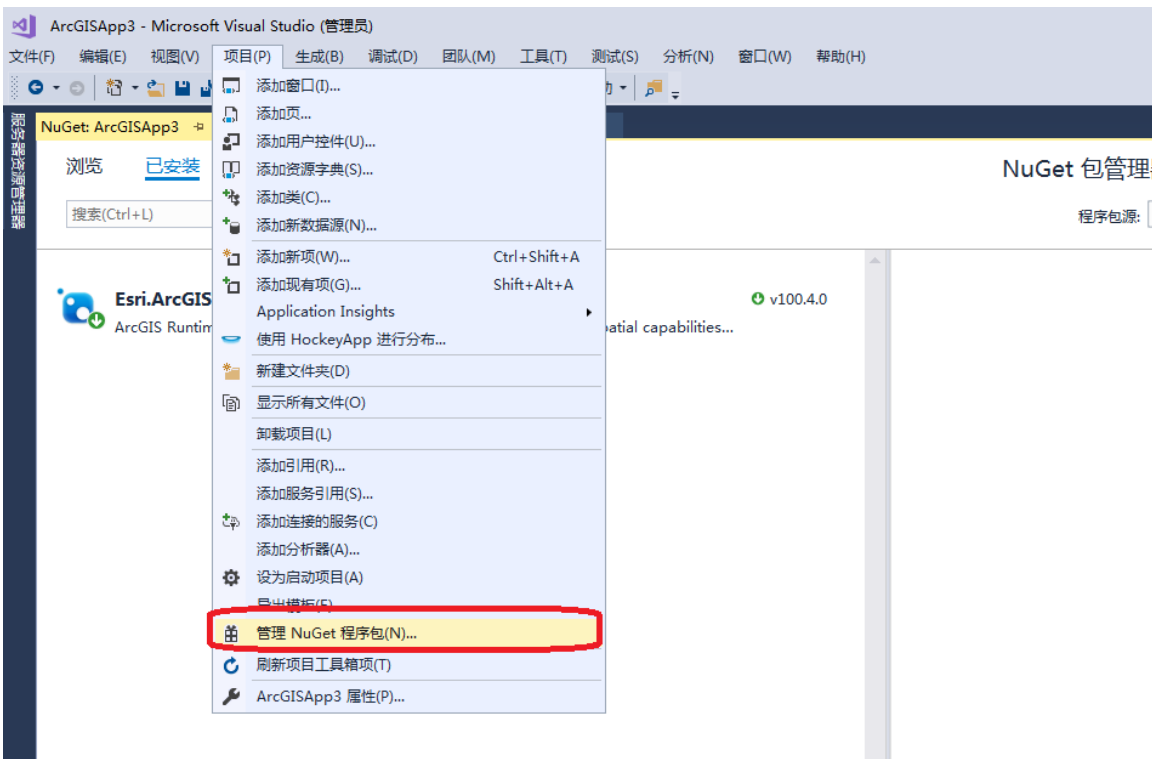 ArcGISApp3 - Microsoft Visual Studio (管理员)
文件(F) 编辑(E) 视图(V) 项目(P) 生成(B) 调试(D) 团队(M) 工具(T) 测试(S) 分析(N) 窗口(W) 帮助(H)
服务器资源管理器
NuGet: ArcGISApp3
浏览 已安装
NuGet 包管理
搜索(Ctrl+L)
程序包源:
Esri.ArcGIS
v100.4.0
ArcGIS Runtim
patial capabilities...
添加窗口(I)...
添加页...
添加用户控件(U)...
添加资源字典(S)...
添加类(C)...
添加新数据源(N)...
添加新项(W)... Ctrl+Shift+A
添加现有项(G)... Shift+Alt+A
Application Insights
使用 HockeyApp 进行分布...
新建文件夹(D)
显示所有文件(O)
卸载项目(L)
添加引用(R)...
添加服务引用(S)...
添加连接的服务(C)
添加分析器(A)...
设为启动项目(A)
导出模板(E)...
管理 NuGet 程序包(N)...
刷新项目工具箱项(T)
ArcGISApp3 属性(P)...